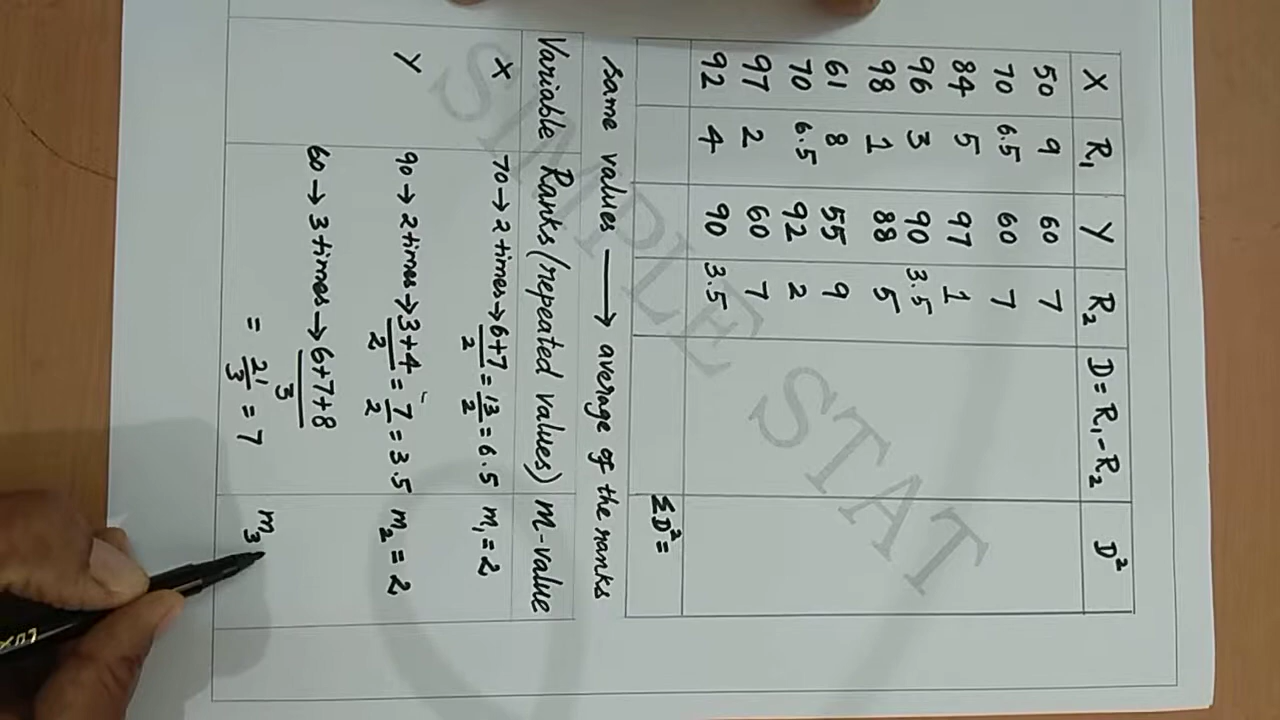 X R₁ Y R₂ D=R₁-R₂ D²
50 9 60 7
70 6.5 60 7
84 5 97 1
96 3 90 3.5
98 1 88 5
61 8 55 9
70 6.5 92 2
97 2 60 7
92 4 90 3.5
ΣD²=
same values ⟶ average of the ranks
Variable Ranks (repeated values) m-value
X 70→2 times→6+7/2 = 13/2 = 6.5 m₁=2
Y 90→2 times→3+4/2 = 7/2 = 3.5 m₂=2
60→3 times→6+7+8/3
= 21/3 = 7 m₃
SIMPLE STAT
LUX